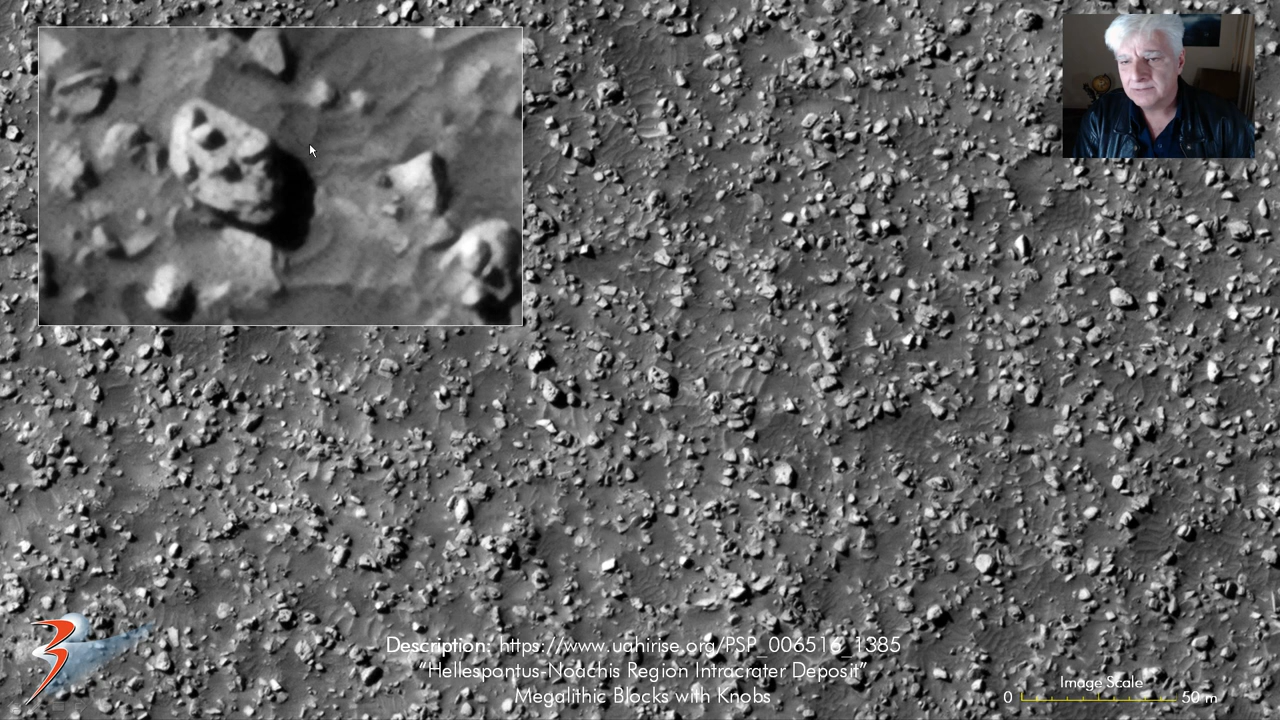 Description: https://www.uahirise.org/PSP_006516_1385
"Hellespontus-Noachis Region Intracrater Deposit"
Megalithic Blocks with Knobs
Image Scale
0 50 m